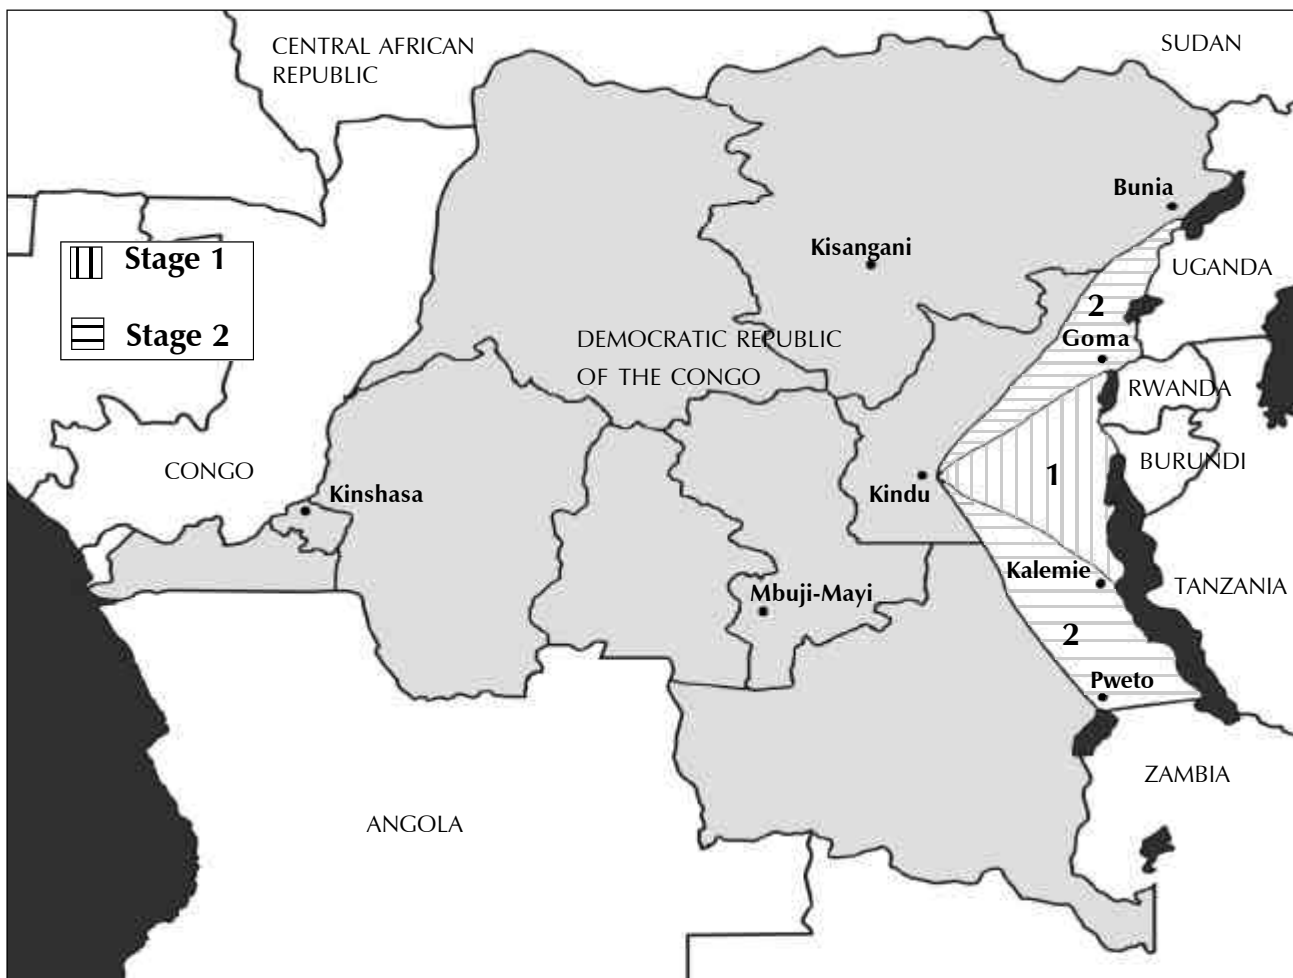 CENTRAL AFRICAN
REPUBLIC
SUDAN
Bunia
Stage 1
Kisangani
UGANDA
2
Stage 2
DEMOCRATIC REPUBLIC
OF THE CONGO
Goma
RWANDA
CONGO
Kinshasa
Kindu
1
BURUNDI
Kalemie
TANZANIA
Mbuji-Mayi
2
Pweto
ZAMBIA
ANGOLA